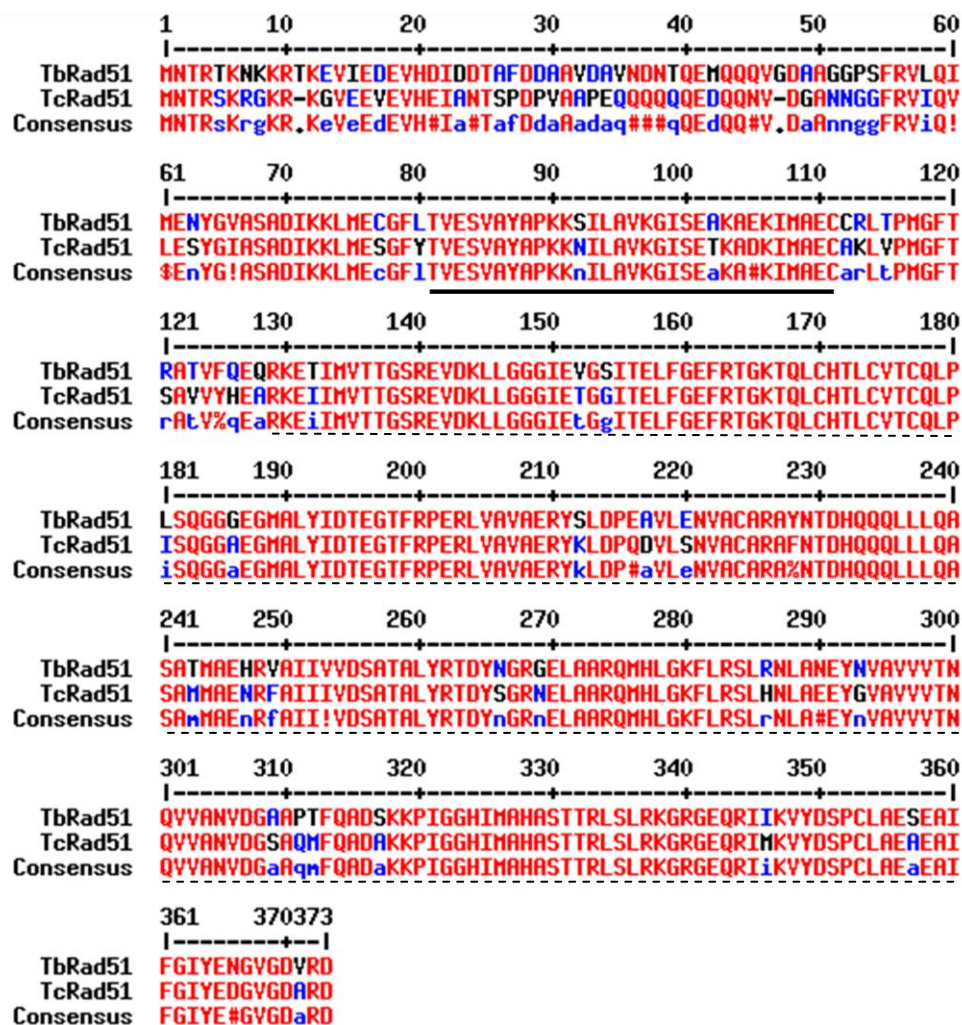 1 10 20 30 40 50 60
|--------+---------+---------+---------+---------+---------|
TbRad51 MNTRTKNKKRTKEVIEDEVHDIDDTAFDDAAVDAVNDNTQEMQQQVGDAAGGPSFRVLQI
TcRad51 MNTRSKRGKR-KGVEEVEVHEIANTSPDPVAAPEQQQQQQEDQQNV-DGANNGGFRVIQV
Consensus MNTRsKrgKR.KeVeEdEVH#Ia#TafDdaAadaq###qQEdQQ#V.DaAnnggFRViQ!
61 70 80 90 100 110 120
|--------+---------+---------+---------+---------+---------|
TbRad51 MENYGVASADIKKLMECGFLTVESVAYAPKKSILAVKGISEAKAEKIMAECCRLTPMGFT
TcRad51 LESYGIASADIKKLMESGFYTVESVAYAPKKNILAVKGISETKADKIMAECAKLVPMGFT
Consensus $EnYG!ASADIKKLMEcGFlTVESVAYAPKKnILAVKGISEaKA#KIMAECarLtPMGFT
121 130 140 150 160 170 180
|--------+---------+---------+---------+---------+---------|
TbRad51 RATVFQEQRKETIMVTTGSREVDKLLGGGIEVGSITELFGEFRTGKTQLCHTLCVTCQLP
TcRad51 SAVVYHEARKEIIMVTTGSREVDKLLGGGIETGGITELFGEFRTGKTQLCHTLCVTCQLP
Consensus rAtV%qEaRKEiIMVTTGSREVDKLLGGGIEtGgITELFGEFRTGKTQLCHTLCVTCQLP
181 190 200 210 220 230 240
|--------+---------+---------+---------+---------+---------|
TbRad51 LSQGGGEGMALYIDTEGTFRPERLVAVAERYSLDPEAVLENVACARAYNTDHQQQLLLQA
TcRad51 ISQGGAEGMALYIDTEGTFRPERLVAVAERYKLDPQDVLSNVACARAFNTDHQQQLLLQA
Consensus iSQGGaEGMALYIDTEGTFRPERLVAVAERYkLDP#aVLeNVACARA%NTDHQQQLLLQA
241 250 260 270 280 290 300
|--------+---------+---------+---------+---------+---------|
TbRad51 SATMAEHRVAIIVVDSATALYRTDYNGRGELAARQMHLGKFLRSLRNLANEYNVAVVVTN
TcRad51 SAMMAENRFAIIIVDSATALYRTDYSGRNELAARQMHLGKFLRSLHNLAEEYGVAVVVTN
Consensus SAmMAEnRfAII!VDSATALYRTDYnGRnELAARQMHLGKFLRSLrNLA#EYnVAVVVTN
301 310 320 330 340 350 360
|--------+---------+---------+---------+---------+---------|
TbRad51 QVVANVDGAAPTFQADSKKPIGGHIMAHASTTRLSLRKGRGEQRIIKVYDSPCLAESEAI
TcRad51 QVVANVDGSAQMFQADAKKPIGGHIMAHASTTRLSLRKGRGEQRIMKVYDSPCLAEAEAI
Consensus QVVANVDGaAqmFQADaKKPIGGHIMAHASTTRLSLRKGRGEQRIiKVYDSPCLAEaEAI
361 370373
|--------+--|
TbRad51 FGIYENGVGDVRD
TcRad51 FGIYEDGVGDARD
Consensus FGIYE#GVGDaRD